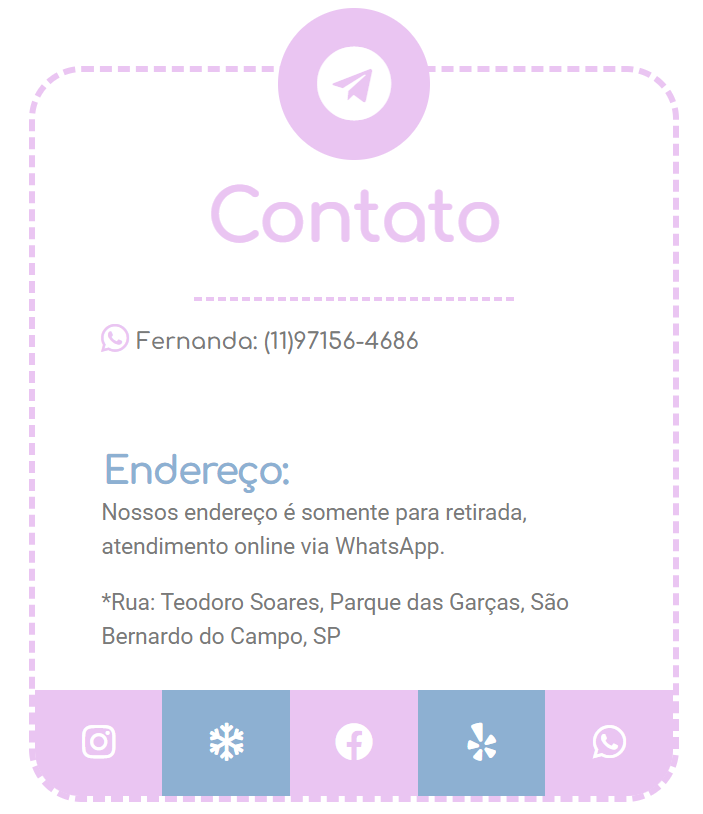 Contato
Fernanda: (11)97156-4686
Endereço:
Nossos endereço é somente para retirada,
atendimento online via WhatsApp.
*Rua: Teodoro Soares, Parque das Garças, São
Bernardo do Campo, SP